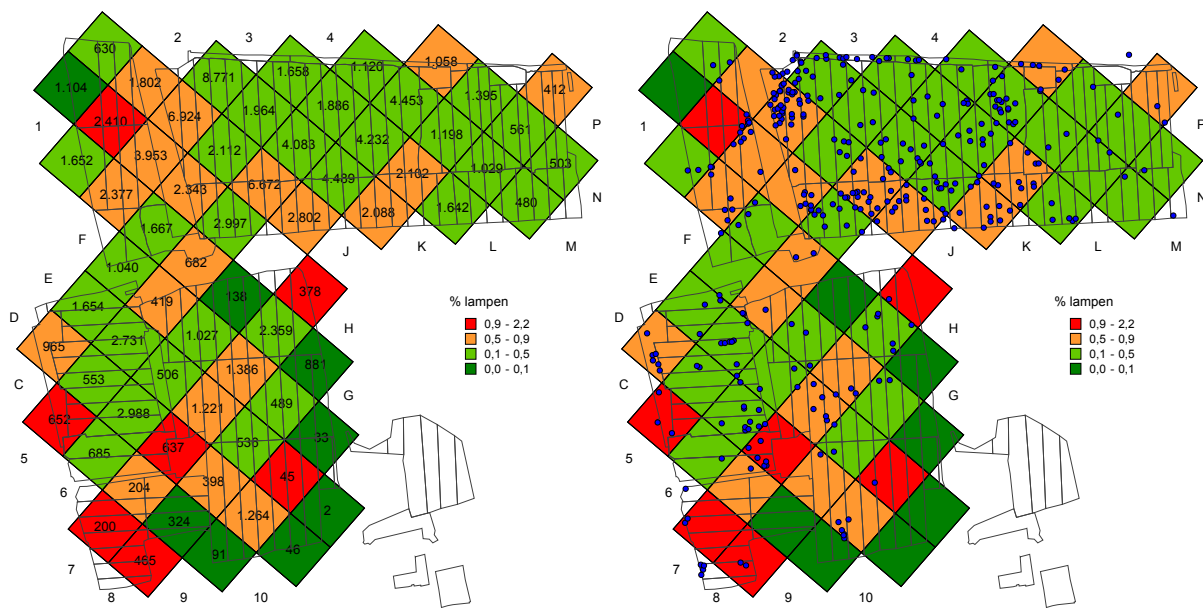 2 3 4
630
1.802
8.771
1.658
1.120
1.058
1.104
6.924
1.964
1.886
4.453
1.395
412
P
1
2.410
3.953
2.112
4.083
4.232
1.198
561
1.652
2.377
2.343
6.672
4.489
2.102
1.029
503
N
1.667
2.997
2.802
2.088
1.642
480
F
J
K
L
M
1.040
682
E
1.654
419
138
378
D
965
2.731
1.027
2.359
H
% lampen
0,9 - 2,2
0,5 - 0,9
0,1 - 0,5
0,0 - 0,1
553
506
1.386
881
C
652
2.988
1.221
489
G
5
685
637
536
33
6
204
398
45
200
324
1.264
2
7
465
91
46
8
9
10
2 3 4
P
1
N
F
J
K
L
M
E
D
H
% lampen
0,9 - 2,2
0,5 - 0,9
0,1 - 0,5
0,0 - 0,1
C
G
5
6
7
8
9
10